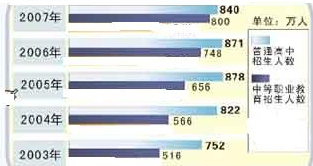 2007年 840
800
单位：万人
2006年 871
748
普通高中
招生人数
2005年 878
656
中等职业教
育招生人数
2004年 822
566
2003年 752
516